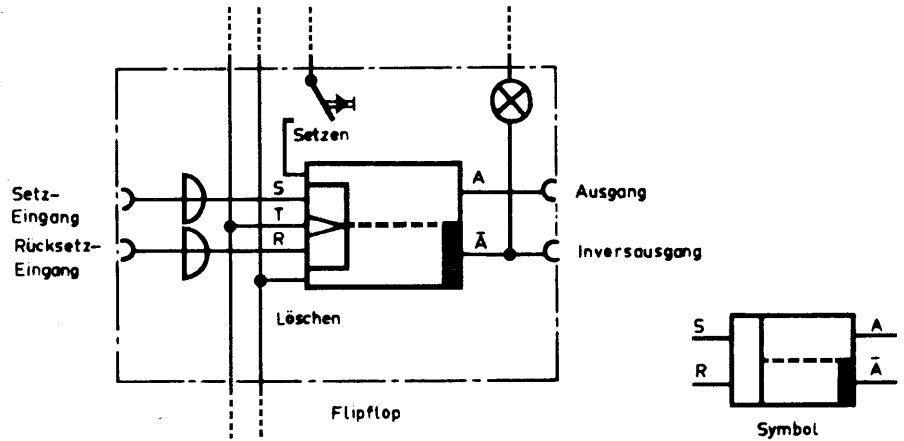 Setzen
Setz-
Eingang
Rücksetz-
Eingang
S
T
R
A
Ā
Ausgang
Inversausgang
Löschen
Flipflop
S
R
A
Ā
Symbol